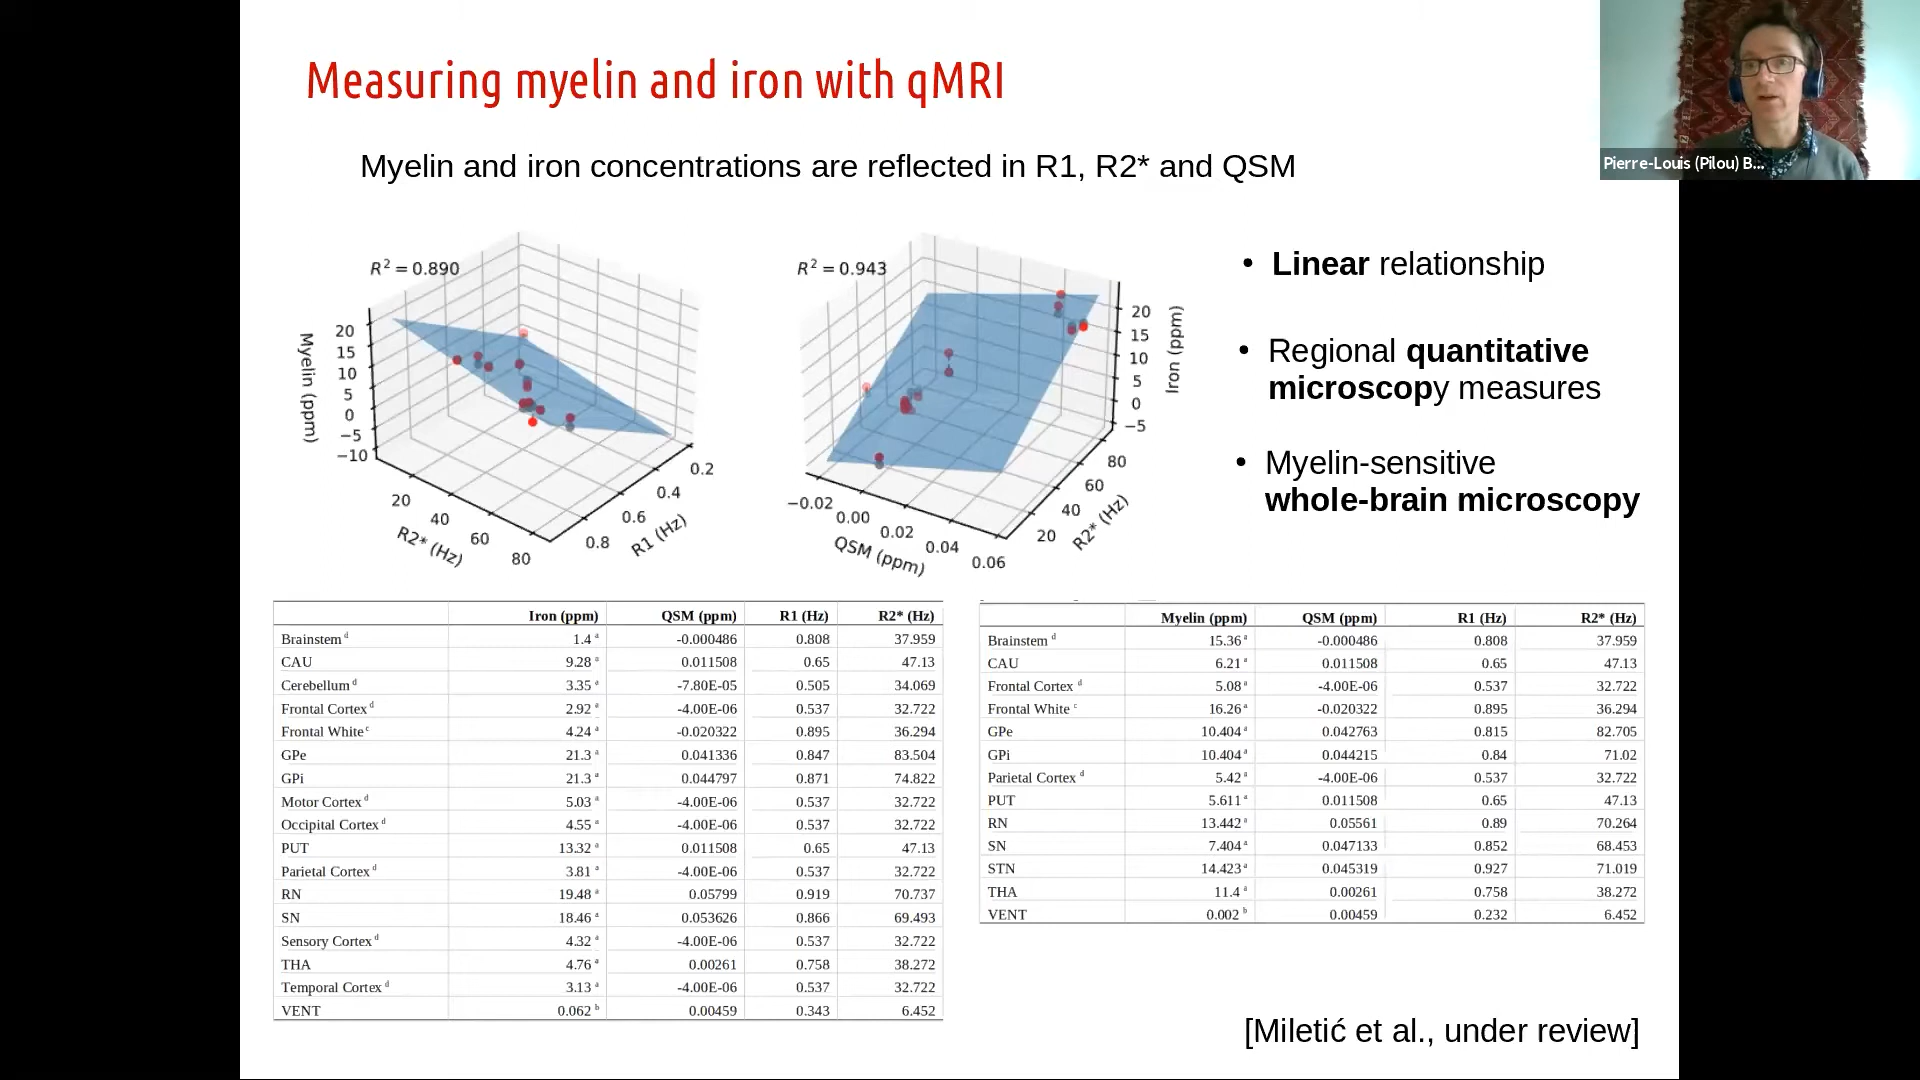 Measuring myelin and iron with qMRI
Pierre-Louis (Pilou) B...
Myelin and iron concentrations are reflected in R1, R2* and QSM
R² = 0.890
Myelin (ppm)
20
15
10
5
0
−5
−10
20
40
60
80
R2* (Hz)
0.8
0.6
0.4
0.2
R1 (Hz)
R² = 0.943
Iron (ppm)
20
15
10
5
0
−5
−0.02
0.00
0.02
0.04
0.06
QSM (ppm)
20
40
60
80
R2* (Hz)
• Linear relationship
• Regional quantitative
microscopy measures
• Myelin-sensitive
whole-brain microscopy
Iron (ppm) QSM (ppm) R1 (Hz) R2* (Hz)
Brainstem d 1.4 a -0.000486 0.808 37.959
CAU 9.28 a 0.011508 0.65 47.13
Cerebellum d 3.35 a -7.80E-05 0.505 34.069
Frontal Cortex d 2.92 a -4.00E-06 0.537 32.722
Frontal White c 4.24 a -0.020322 0.895 36.294
GPe 21.3 a 0.041336 0.847 83.504
GPi 21.3 a 0.044797 0.871 74.822
Motor Cortex d 5.03 a -4.00E-06 0.537 32.722
Occipital Cortex d 4.55 a -4.00E-06 0.537 32.722
PUT 13.32 a 0.011508 0.65 47.13
Parietal Cortex d 3.81 a -4.00E-06 0.537 32.722
RN 19.48 a 0.05799 0.919 70.737
SN 18.46 a 0.053626 0.866 69.493
Sensory Cortex d 4.32 a -4.00E-06 0.537 32.722
THA 4.76 a 0.00261 0.758 38.272
Temporal Cortex d 3.13 a -4.00E-06 0.537 32.722
VENT 0.062 b 0.00459 0.343 6.452
Myelin (ppm) QSM (ppm) R1 (Hz) R2* (Hz)
Brainstem d 15.36 a -0.000486 0.808 37.959
CAU 6.21 a 0.011508 0.65 47.13
Frontal Cortex d 5.08 a -4.00E-06 0.537 32.722
Frontal White c 16.26 a -0.020322 0.895 36.294
GPe 10.404 a 0.042763 0.815 82.705
GPi 10.404 a 0.044215 0.84 71.02
Parietal Cortex d 5.42 a -4.00E-06 0.537 32.722
PUT 5.611 a 0.011508 0.65 47.13
RN 13.442 a 0.05561 0.89 70.264
SN 7.404 a 0.047133 0.852 68.453
STN 14.423 a 0.045319 0.927 71.019
THA 11.4 a 0.00261 0.758 38.272
VENT 0.002 b 0.00459 0.232 6.452
[Miletić et al., under review]